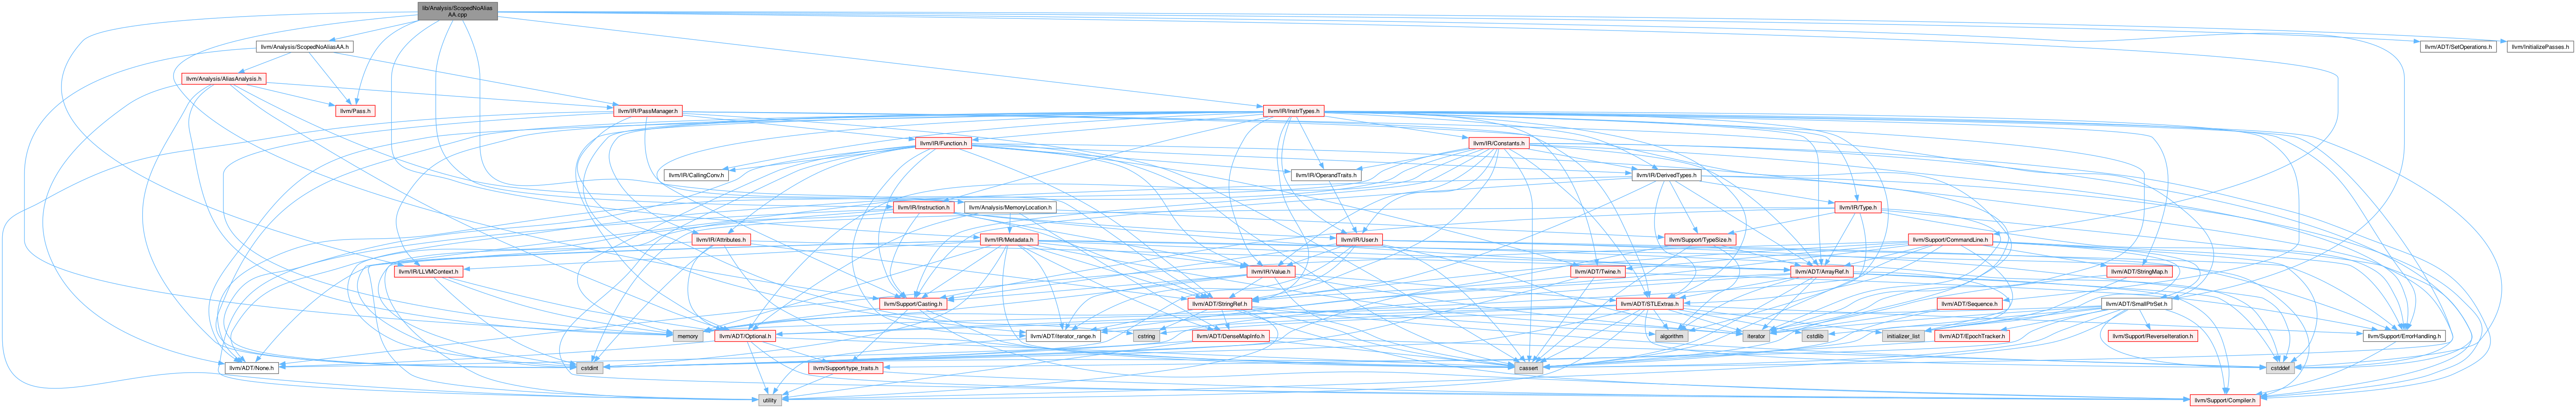 lib/Analysis/ScopedNoAlias
AA.cpp
llvm/Analysis/ScopedNoAliasAA.h
llvm/ADT/SetOperations.h
llvm/InitializePasses.h
llvm/Analysis/AliasAnalysis.h
llvm/Pass.h
llvm/IR/PassManager.h
llvm/IR/InstrTypes.h
llvm/IR/Function.h
llvm/IR/Constants.h
llvm/IR/CallingConv.h
llvm/IR/OperandTraits.h
llvm/IR/DerivedTypes.h
llvm/IR/Instruction.h
llvm/Analysis/MemoryLocation.h
llvm/IR/Type.h
llvm/IR/Attributes.h
llvm/IR/Metadata.h
llvm/IR/User.h
llvm/Support/TypeSize.h
llvm/Support/CommandLine.h
llvm/IR/LLVMContext.h
llvm/IR/Value.h
llvm/ADT/Twine.h
llvm/ADT/ArrayRef.h
llvm/ADT/StringMap.h
llvm/Support/Casting.h
llvm/ADT/StringRef.h
llvm/ADT/STLExtras.h
llvm/ADT/Sequence.h
llvm/ADT/SmallPtrSet.h
memory
llvm/ADT/Optional.h
llvm/ADT/iterator_range.h
cstring
llvm/ADT/DenseMapInfo.h
algorithm
iterator
cstdlib
initializer_list
llvm/ADT/EpochTracker.h
llvm/Support/ReverseIteration.h
llvm/Support/ErrorHandling.h
llvm/ADT/None.h
cstdint
llvm/Support/type_traits.h
cassert
cstddef
utility
llvm/Support/Compiler.h